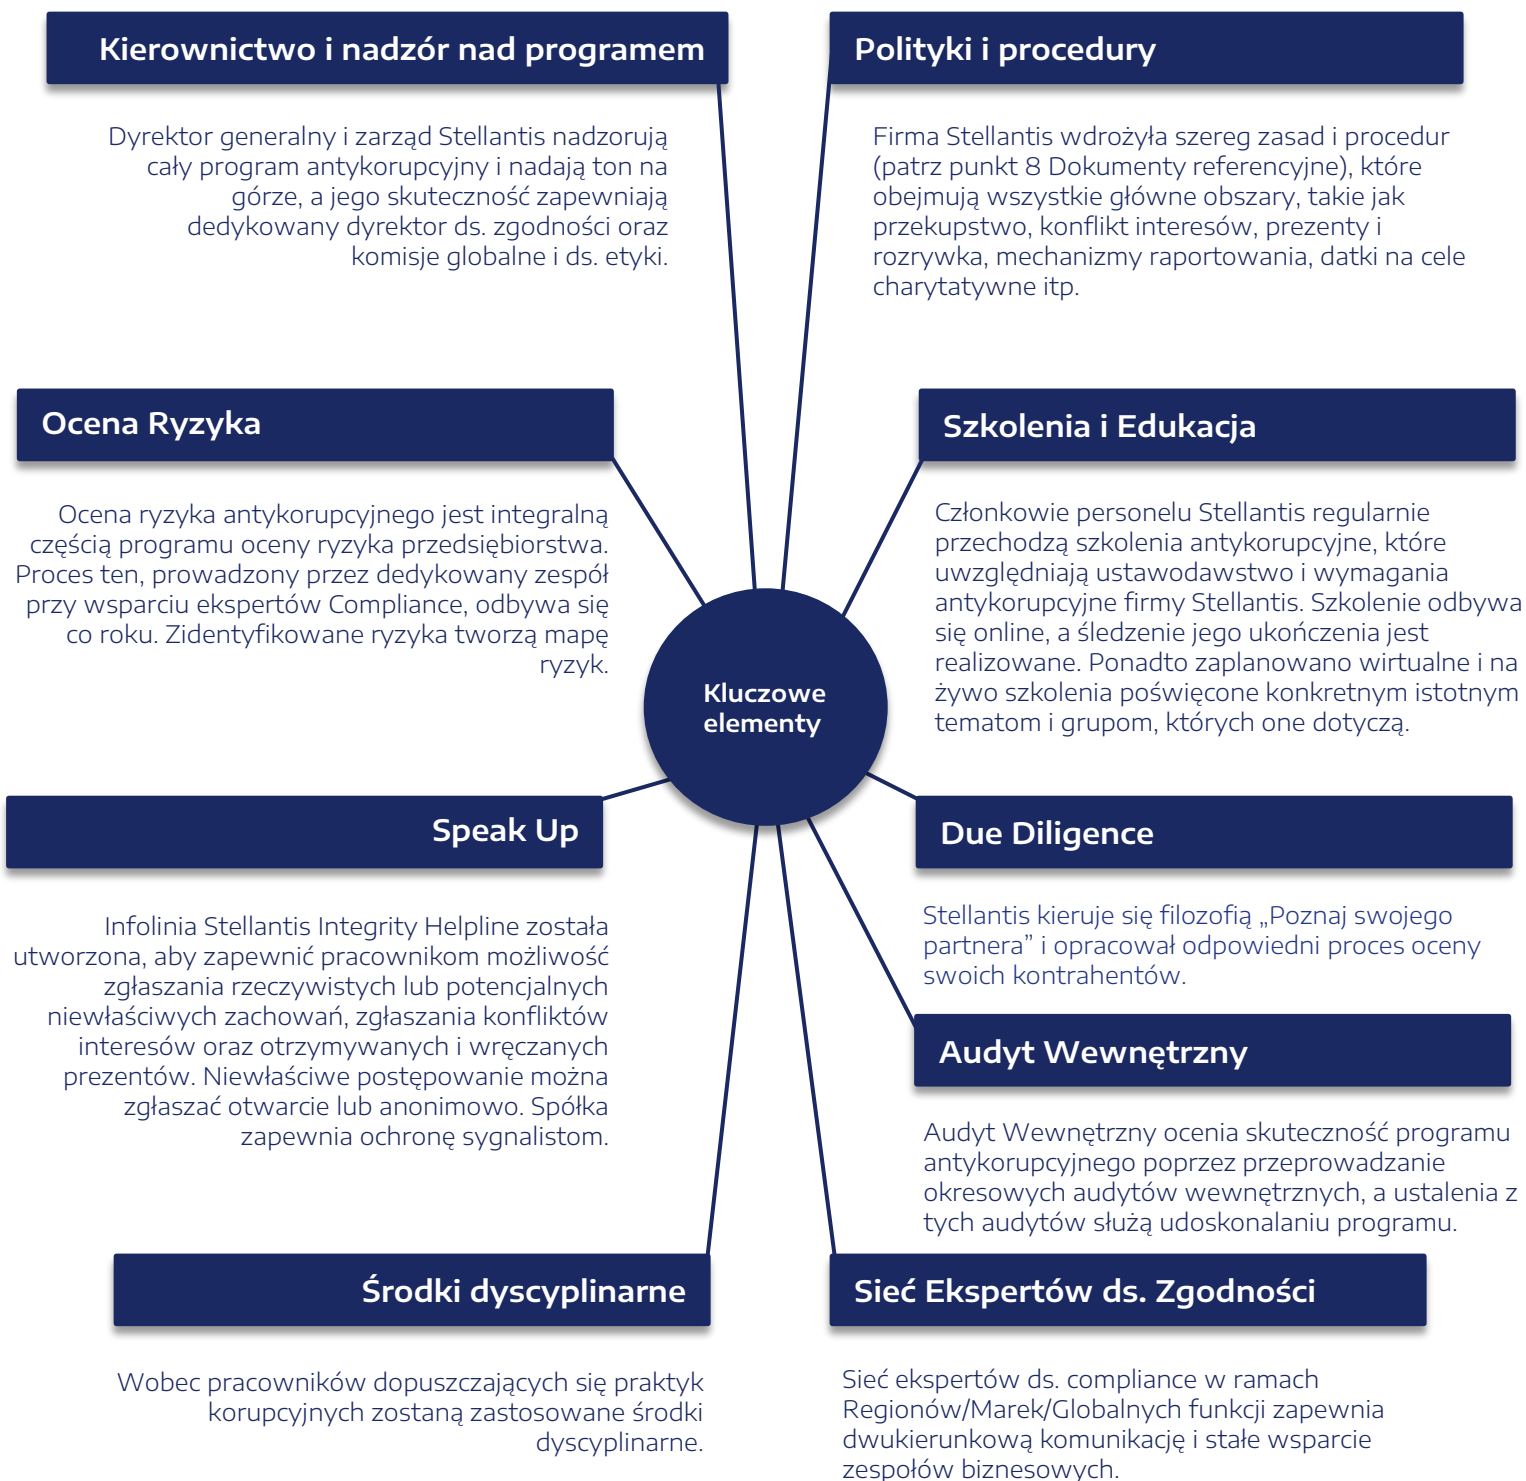 Kierownictwo i nadzór nad programem
Dyrektor generalny i zarząd Stellantis nadzorują
cały program antykorupcyjny i nadają ton na
górze, a jego skuteczność zapewniają
dedykowany dyrektor ds. zgodności oraz
komisje globalne i ds. etyki.
Polityki i procedury
Firma Stellantis wdrożyła szereg zasad i procedur
(patrz punkt 8 Dokumenty referencyjne), które
obejmują wszystkie główne obszary, takie jak
przekupstwo, konflikt interesów, prezenty i
rozrywka, mechanizmy raportowania, datki na cele
charytatywne itp.
Ocena Ryzyka
Ocena ryzyka antykorupcyjnego jest integralną
częścią programu oceny ryzyka przedsiębiorstwa.
Proces ten, prowadzony przez dedykowany zespół
przy wsparciu ekspertów Compliance, odbywa się
co roku. Zidentyfikowane ryzyka tworzą mapę
ryzyk.
Szkolenia i Edukacja
Członkowie personelu Stellantis regularnie
przechodzą szkolenia antykorupcyjne, które
uwzględniają ustawodawstwo i wymagania
antykorupcyjne firmy Stellantis. Szkolenie odbywa
się online, a śledzenie jego ukończenia jest
realizowane. Ponadto zaplanowano wirtualne i na
żywo szkolenia poświęcone konkretnym istotnym
tematom i grupom, których one dotyczą.
Kluczowe
elementy
Speak Up
Infolinia Stellantis Integrity Helpline została
utworzona, aby zapewnić pracownikom możliwość
zgłaszania rzeczywistych lub potencjalnych
niewłaściwych zachowań, zgłaszania konfliktów
interesów oraz otrzymywanych i wręczanych
prezentów. Niewłaściwe postępowanie można
zgłaszać otwarcie lub anonimowo. Spółka
zapewnia ochronę sygnalistom.
Due Diligence
Stellantis kieruje się filozofią „Poznaj swojego
partnera” i opracował odpowiedni proces oceny
swoich kontrahentów.
Audyt Wewnętrzny
Audyt Wewnętrzny ocenia skuteczność programu
antykorupcyjnego poprzez przeprowadzanie
okresowych audytów wewnętrznych, a ustalenia z
tych audytów służą udoskonalaniu programu.
Środki dyscyplinarne
Wobec pracowników dopuszczających się praktyk
korupcyjnych zostaną zastosowane środki
dyscyplinarne.
Sieć Ekspertów ds. Zgodności
Sieć ekspertów ds. compliance w ramach
Regionów/Marek/Globalnych funkcji zapewnia
dwukierunkową komunikację i stałe wsparcie
zespołów biznesowych.